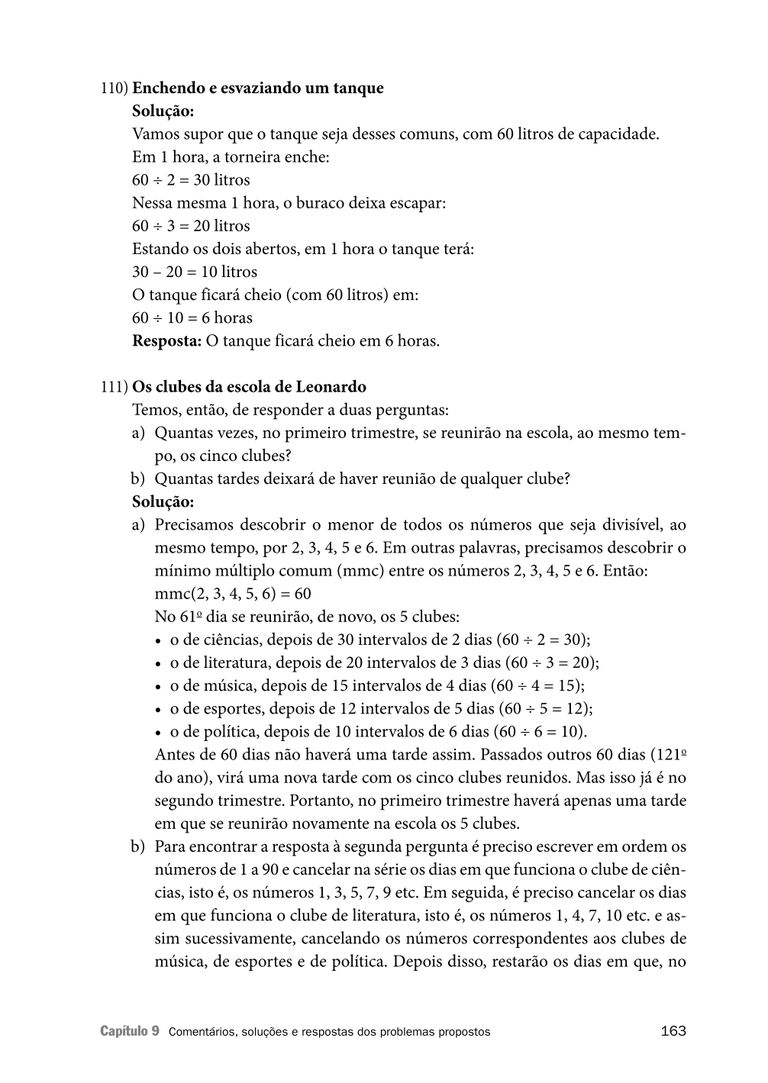 110) Enchendo e esvaziando um tanque
Solução:
Vamos supor que o tanque seja desses comuns, com 60 litros de capacidade.
Em 1 hora, a torneira enche:
60 ÷ 2 = 30 litros
Nessa mesma 1 hora, o buraco deixa escapar:
60 ÷ 3 = 20 litros
Estando os dois abertos, em 1 hora o tanque terá:
30 – 20 = 10 litros
O tanque ficará cheio (com 60 litros) em:
60 ÷ 10 = 6 horas
Resposta: O tanque ficará cheio em 6 horas.
111) Os clubes da escola de Leonardo
Temos, então, de responder a duas perguntas:
a) Quantas vezes, no primeiro trimestre, se reunirão na escola, ao mesmo tem-
po, os cinco clubes?
b) Quantas tardes deixará de haver reunião de qualquer clube?
Solução:
a) Precisamos descobrir o menor de todos os números que seja divisível, ao
mesmo tempo, por 2, 3, 4, 5 e 6. Em outras palavras, precisamos descobrir o
mínimo múltiplo comum (mmc) entre os números 2, 3, 4, 5 e 6. Então:
mmc(2, 3, 4, 5, 6) = 60
No 61º dia se reunirão, de novo, os 5 clubes:
• o de ciências, depois de 30 intervalos de 2 dias (60 ÷ 2 = 30);
• o de literatura, depois de 20 intervalos de 3 dias (60 ÷ 3 = 20);
• o de música, depois de 15 intervalos de 4 dias (60 ÷ 4 = 15);
• o de esportes, depois de 12 intervalos de 5 dias (60 ÷ 5 = 12);
• o de política, depois de 10 intervalos de 6 dias (60 ÷ 6 = 10).
Antes de 60 dias não haverá uma tarde assim. Passados outros 60 dias (121º
do ano), virá uma nova tarde com os cinco clubes reunidos. Mas isso já é no
segundo trimestre. Portanto, no primeiro trimestre haverá apenas uma tarde
em que se reunirão novamente na escola os 5 clubes.
b) Para encontrar a resposta à segunda pergunta é preciso escrever em ordem os
números de 1 a 90 e cancelar na série os dias em que funciona o clube de ciên-
cias, isto é, os números 1, 3, 5, 7, 9 etc. Em seguida, é preciso cancelar os dias
em que funciona o clube de literatura, isto é, os números 1, 4, 7, 10 etc. e as-
sim sucessivamente, cancelando os números correspondentes aos clubes de
música, de esportes e de política. Depois disso, restarão os dias em que, no
Capítulo 9 Comentários, soluções e respostas dos problemas propostos 163